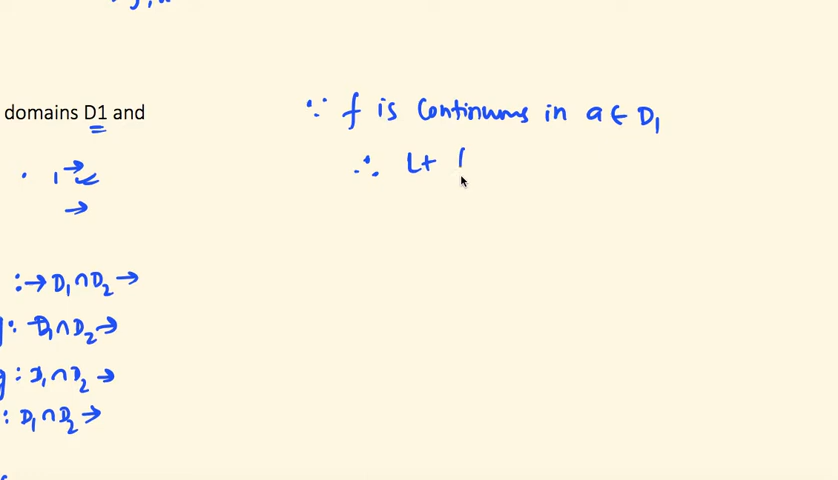 domains D1 and
∵ f is continuous in a ∈ D₁
∴ Lt
:→ D₁∩D₂ →
: D₁∩D₂ →
g : D₁∩D₂ →
: D₁∩D₂ →